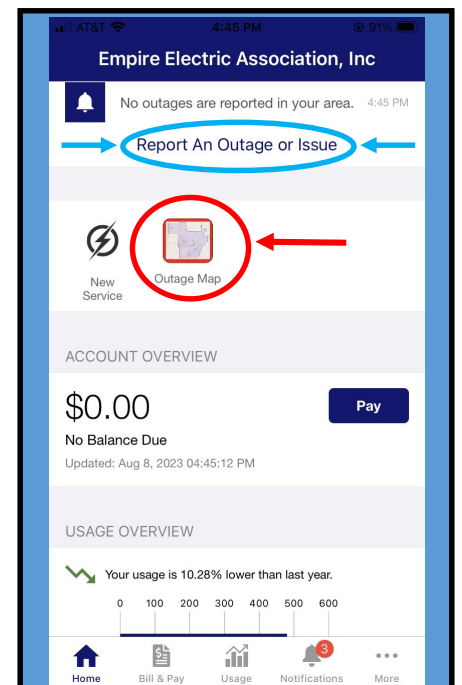 AT&T 4:45 PM 91%
Empire Electric Association, Inc
No outages are reported in your area. 4:45 PM
Report An Outage or Issue
New
Service
Outage Map
ACCOUNT OVERVIEW
$0.00
Pay
No Balance Due
Updated: Aug 8, 2023 04:45:12 PM
USAGE OVERVIEW
Your usage is 10.28% lower than last year.
0 100 200 300 400 500 600
3
Home Bill & Pay Usage Notifications More